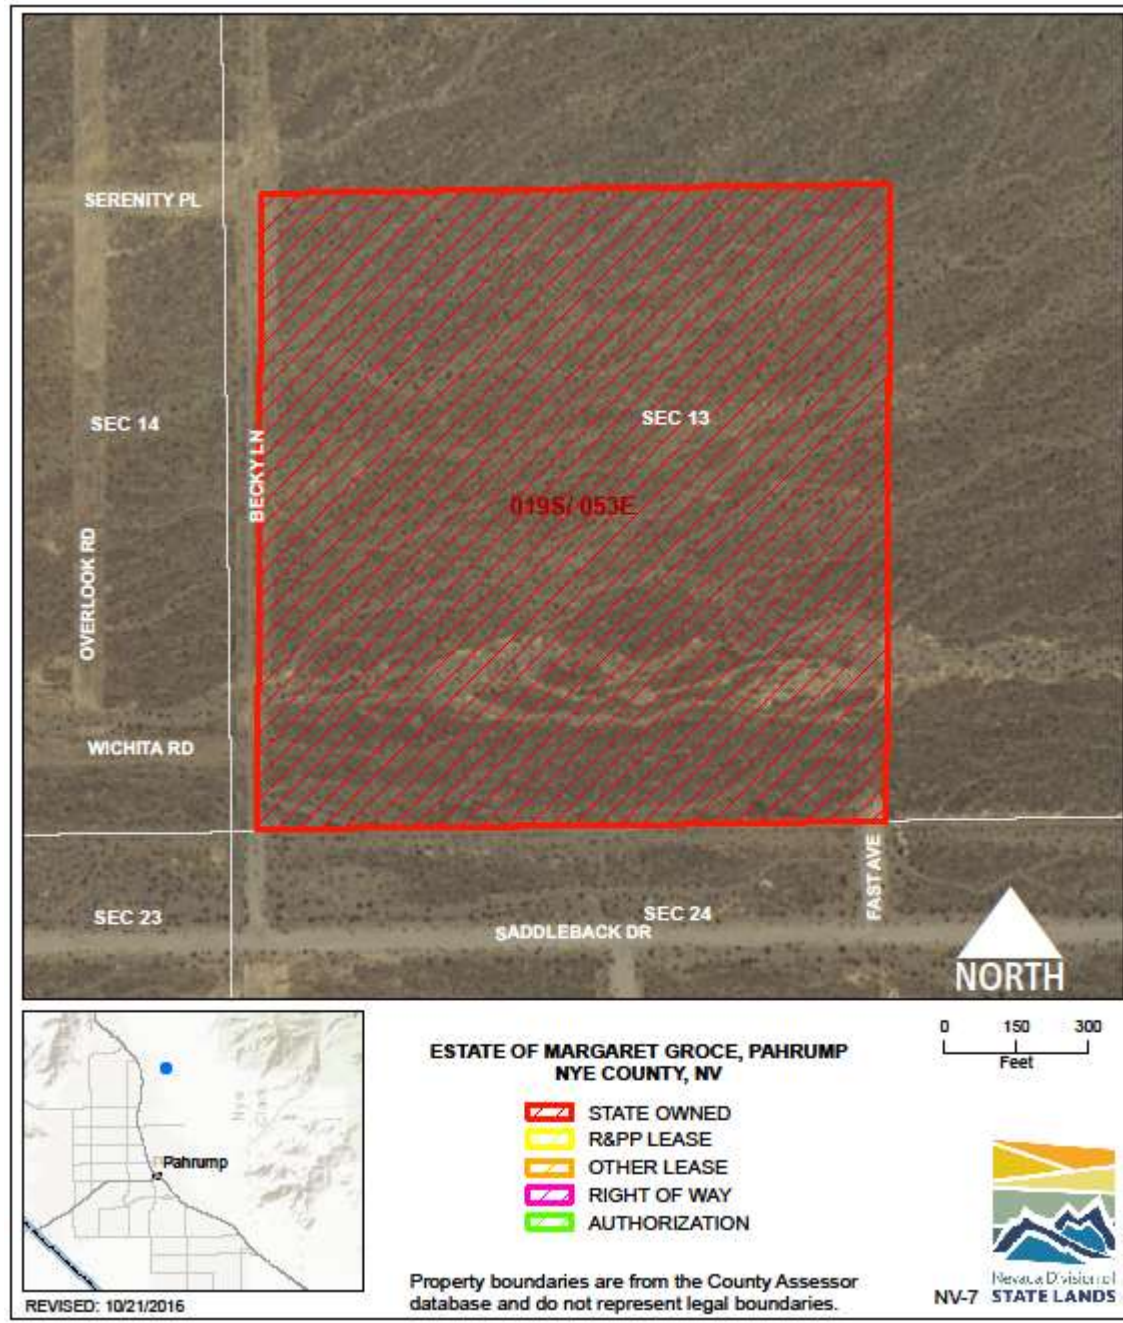 SERENITY PL
SEC 14
SEC 13
BECKY LN
019S/ 053E
OVERLOOK RD
WICHITA RD
FAST AVE
SEC 23
SEC 24
SADDLEBACK DR
NORTH
Nye
Clark
Pahrump
REVISED: 10/21/2016
ESTATE OF MARGARET GROCE, PAHRUMP
NYE COUNTY, NV
STATE OWNED
R&PP LEASE
OTHER LEASE
RIGHT OF WAY
AUTHORIZATION
Property boundaries are from the County Assessor
database and do not represent legal boundaries.
0 150 300
Feet
Nevada Division of
STATE LANDS
NV-7